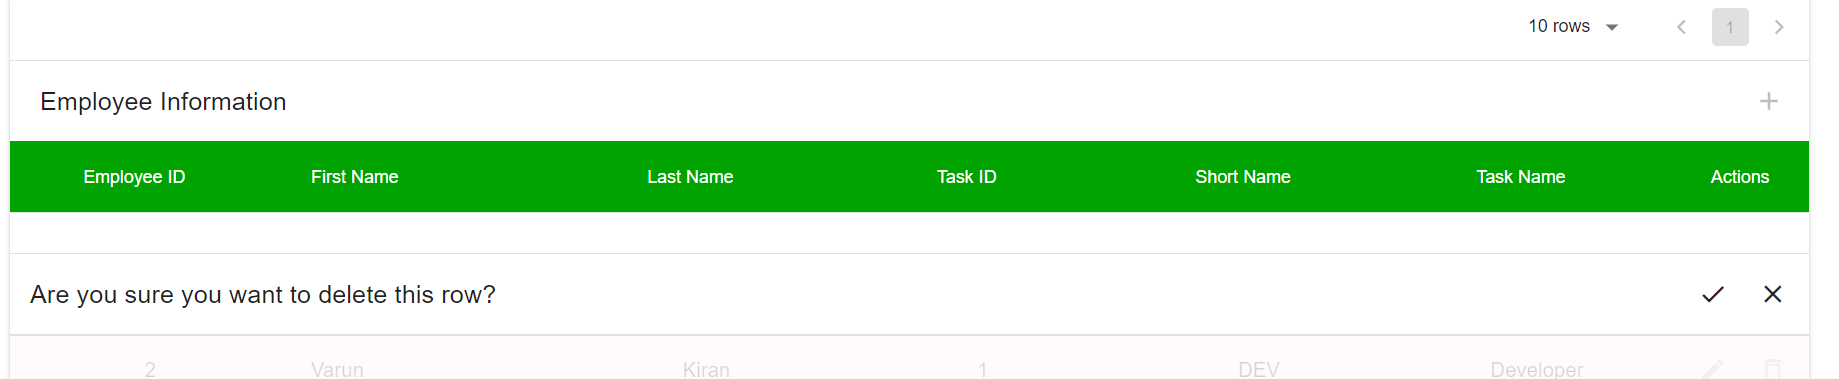 10 rows 1
Employee Information
Employee ID First Name Last Name Task ID Short Name Task Name Actions
Are you sure you want to delete this row?
2 Varun Kiran 1 DEV Developer